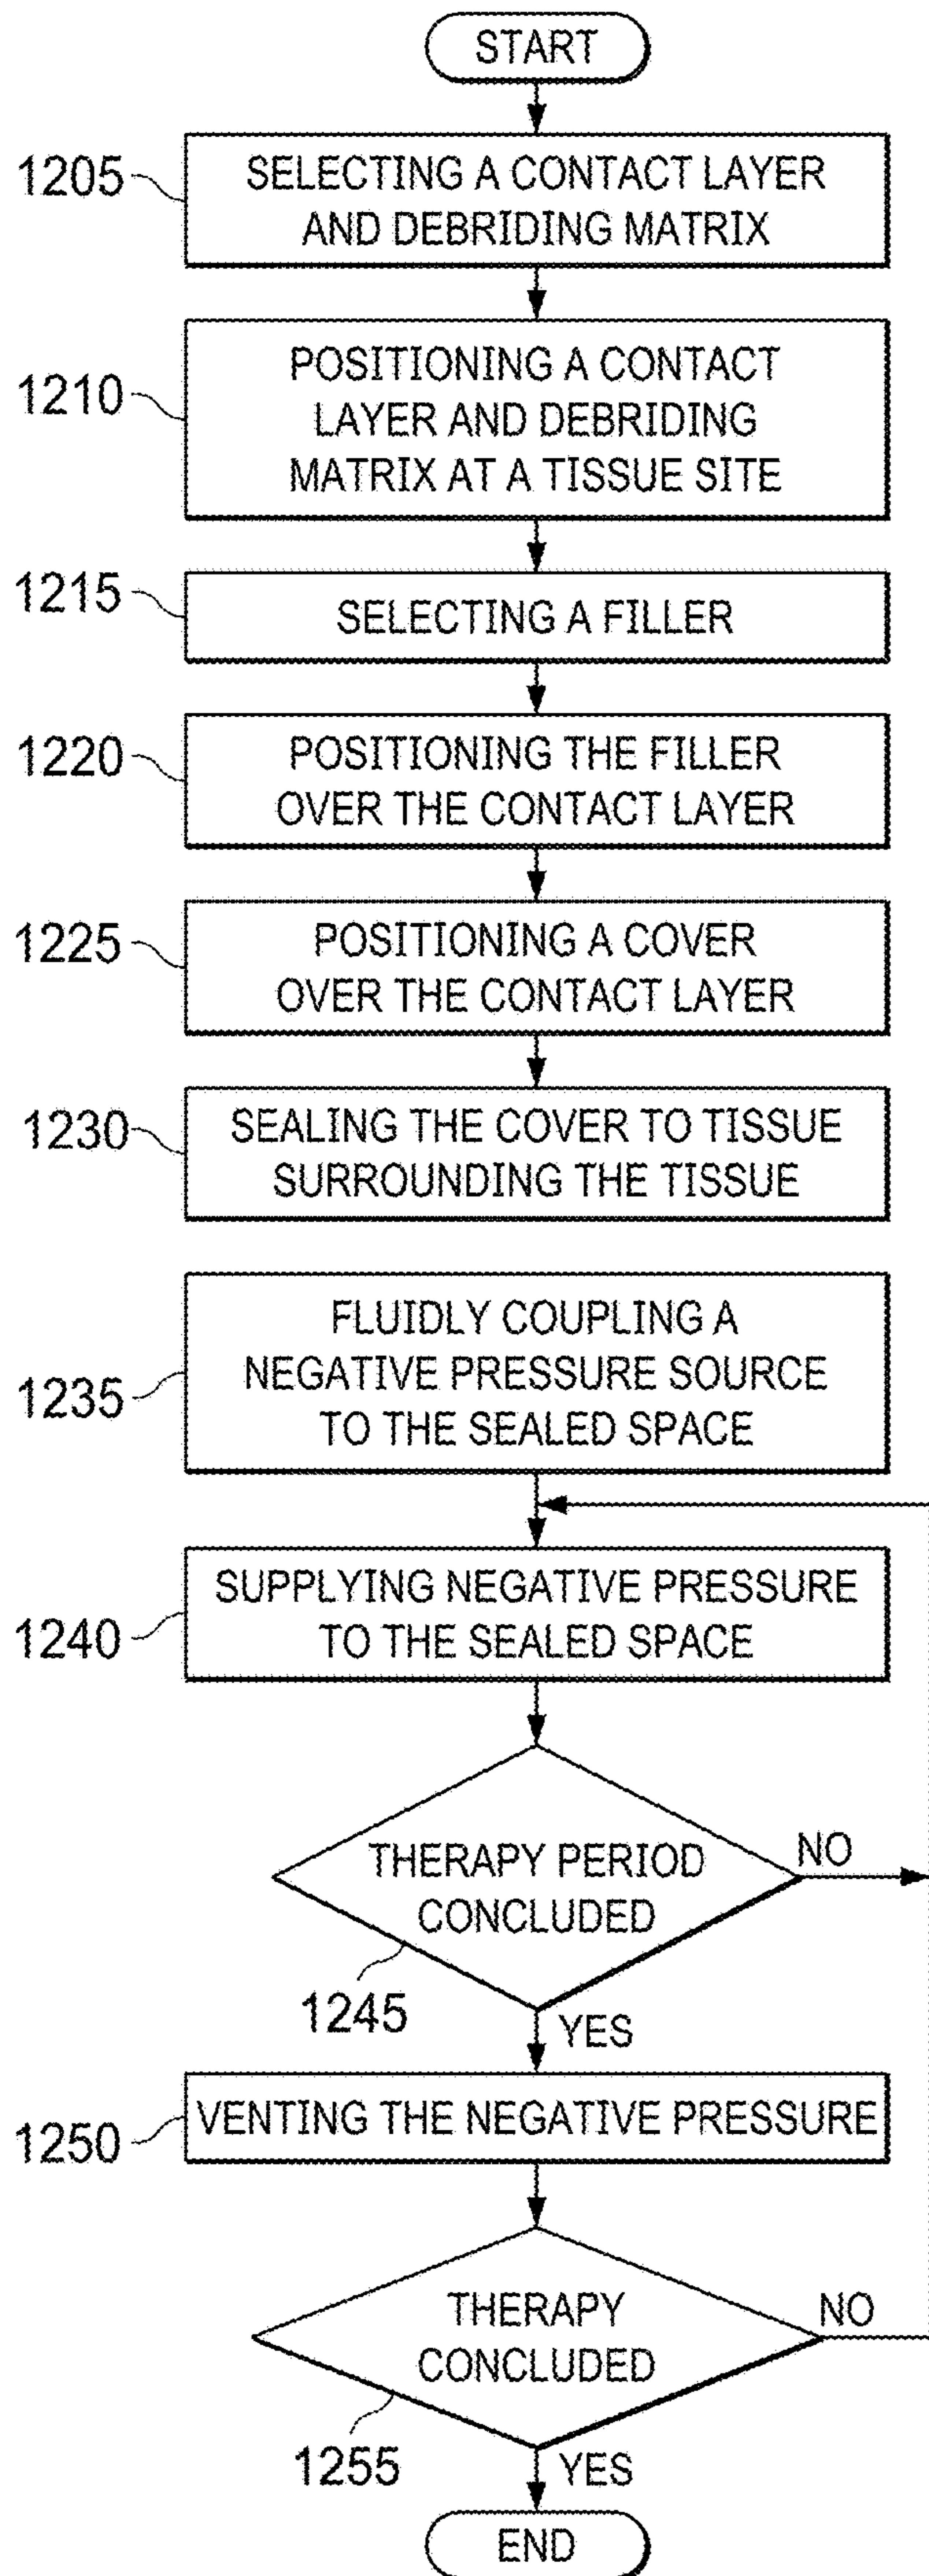 START
1205
SELECTING A CONTACT LAYER
AND DEBRIDING MATRIX
1210
POSITIONING A CONTACT
LAYER AND DEBRIDING
MATRIX AT A TISSUE SITE
1215
SELECTING A FILLER
1220
POSITIONING THE FILLER
OVER THE CONTACT LAYER
1225
POSITIONING A COVER
OVER THE CONTACT LAYER
1230
SEALING THE COVER TO TISSUE
SURROUNDING THE TISSUE
1235
FLUIDLY COUPLING A
NEGATIVE PRESSURE SOURCE
TO THE SEALED SPACE
1240
SUPPLYING NEGATIVE PRESSURE
TO THE SEALED SPACE
THERAPY PERIOD
CONCLUDED
NO
1245
YES
1250
VENTING THE NEGATIVE PRESSURE
THERAPY
CONCLUDED
NO
1255
YES
END